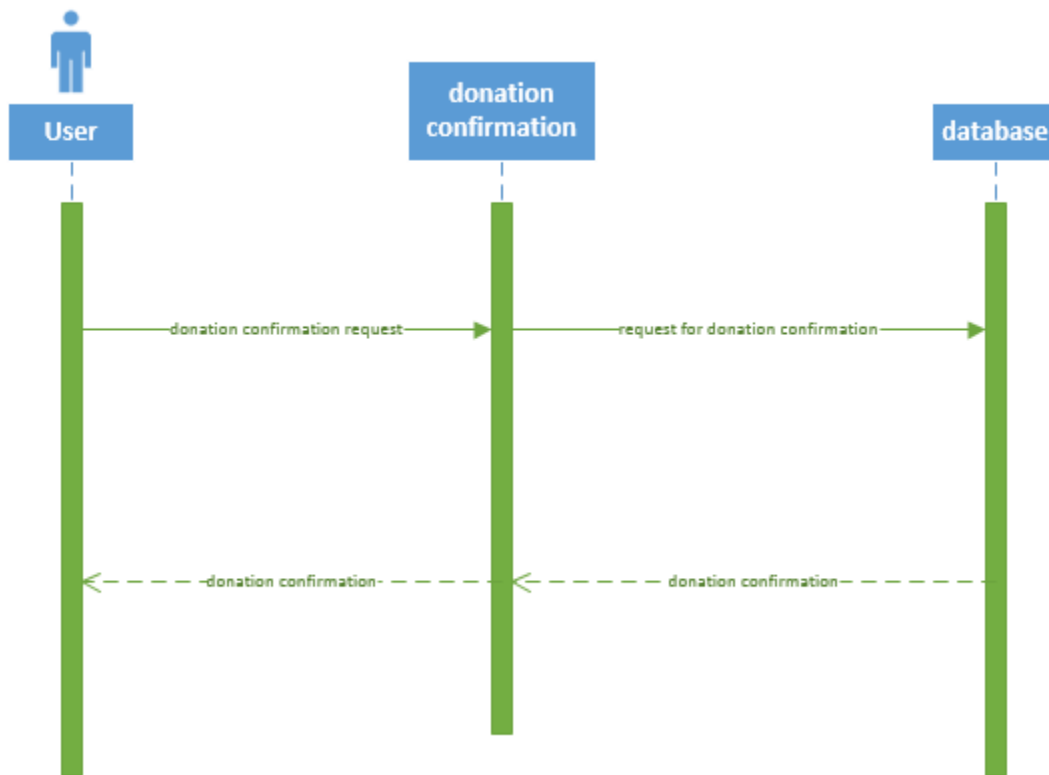 donation
confirmation
User
database
donation confirmation request
request for donation confirmation
donation confirmation
donation confirmation